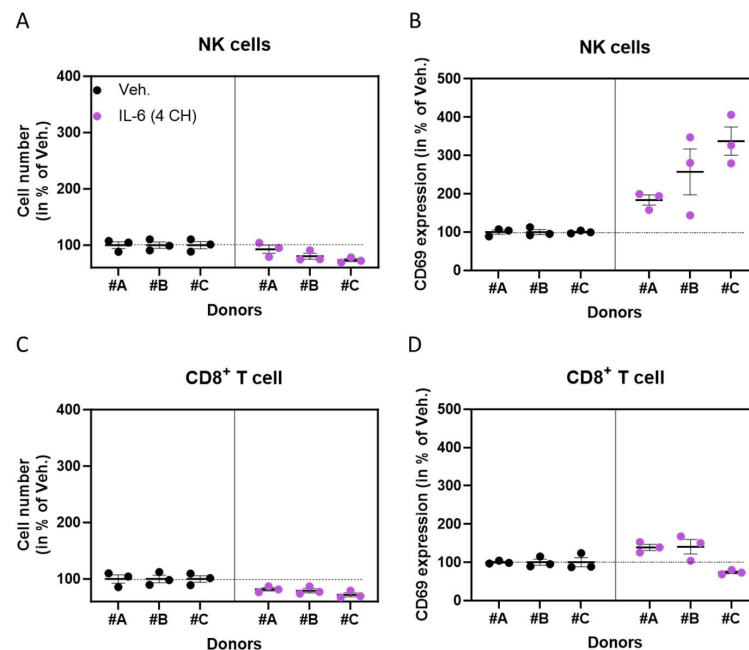 A
NK cells
Cell number
(in % of Veh.)
400
300
200
100
Veh.
IL-6 (4 CH)
#A #B #C #A #B #C
Donors
B
NK cells
CD69 expression (in % of Veh.)
500
400
300
200
100
0
#A #B #C #A #B #C
Donors
C
CD8+ T cell
Cell number
(in % of Veh.)
400
300
200
100
#A #B #C #A #B #C
Donors
D
CD8+ T cell
CD69 expression (in % of Veh.)
500
400
300
200
100
0
#A #B #C #A #B #C
Donors